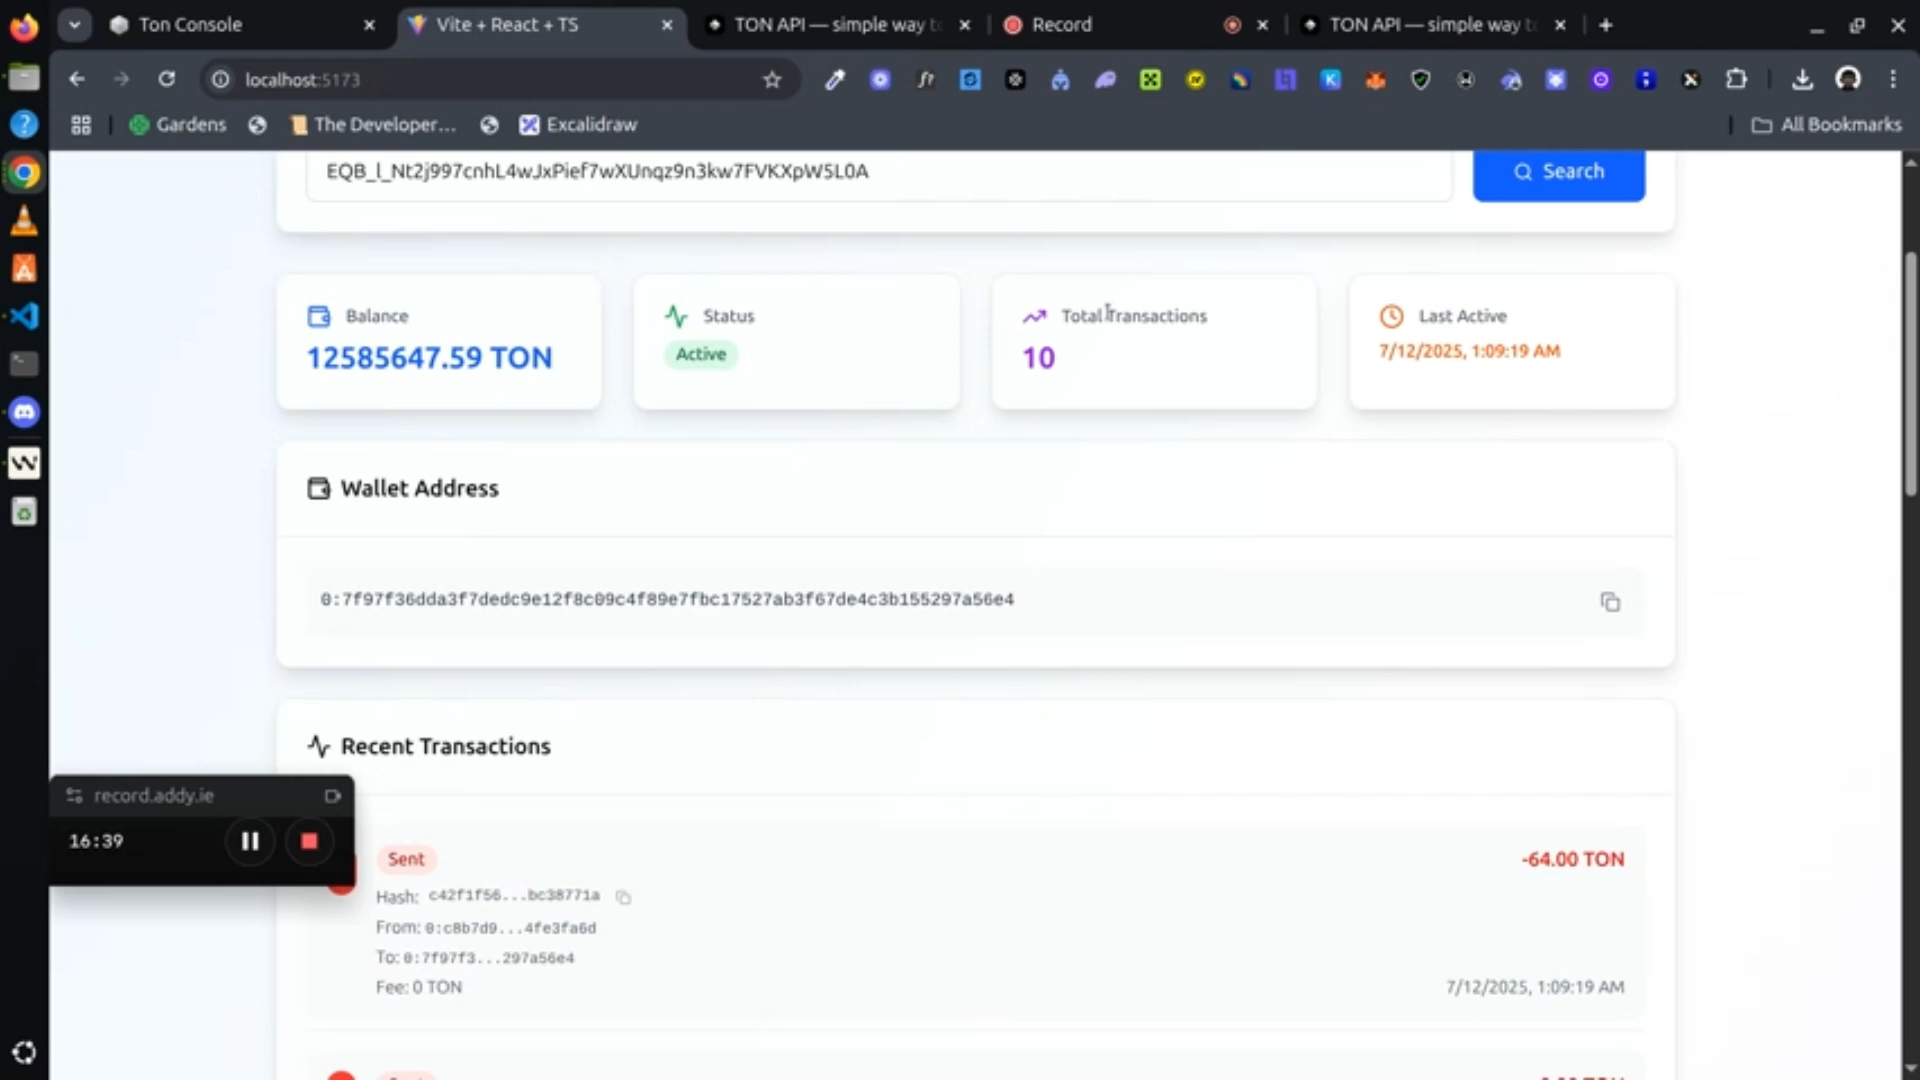 Ton Console
Vite + React + TS
TON API — simple way t
Record
TON API — simple way t
localhost:5173
Gardens
The Developer...
Excalidraw
All Bookmarks
EQB_l_Nt2j997cnhL4wJxPief7wXUnqz9n3kw7FVKXpW5L0A
Search
Balance
12585647.59 TON
Status
Active
Total Transactions
10
Last Active
7/12/2025, 1:09:19 AM
Wallet Address
0:7f97f36dda3f7dedc9e12f8c09c4f89e7fbc17527ab3f67de4c3b155297a56e4
Recent Transactions
record.addy.ie
16:39
Sent
-64.00 TON
Hash: c42f1f56...bc38771a
From: 0:c8b7d9...4fe3fa6d
To: 0:7f97f3...297a56e4
Fee: 0 TON
7/12/2025, 1:09:19 AM